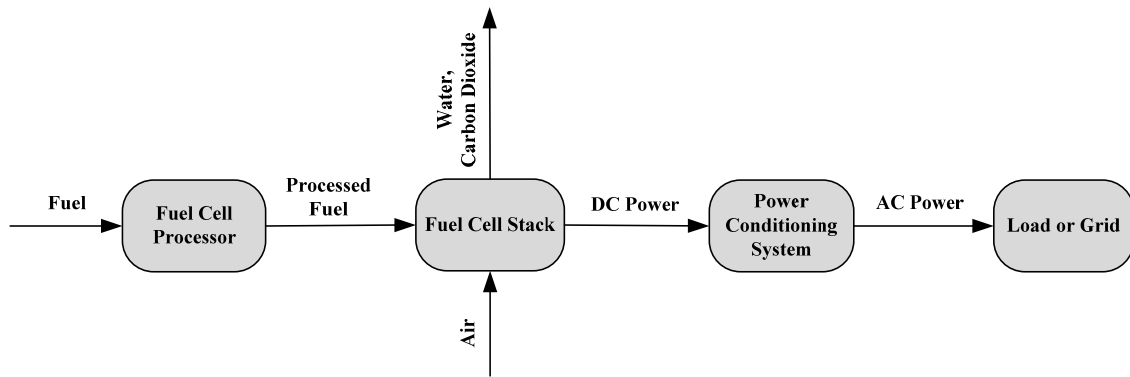 Water,
Carbon Dioxide
Fuel
Fuel Cell
Processor
Processed
Fuel
Fuel Cell Stack
DC Power
Power
Conditioning
System
AC Power
Load or Grid
Air